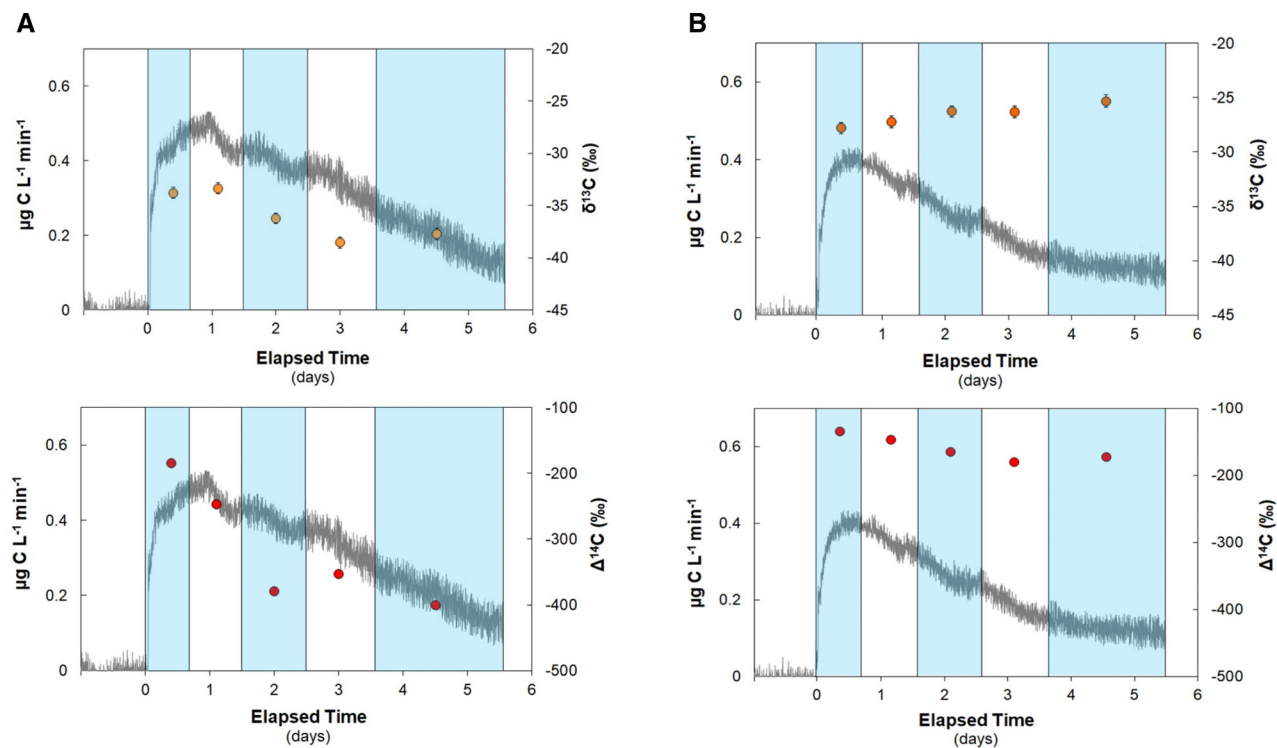 A
B
µg C L-1 min-1
0.6
0.4
0.2
0
-20
-25
-30
-35
-40
-45
δ13C (‰)
0 1 2 3 4 5 6
Elapsed Time
(days)
µg C L-1 min-1
0.6
0.4
0.2
0
-20
-25
-30
-35
-40
-45
δ13C (‰)
0 1 2 3 4 5 6
Elapsed Time
(days)
µg C L-1 min-1
0.6
0.4
0.2
0
-100
-200
-300
-400
-500
Δ14C (‰)
0 1 2 3 4 5 6
Elapsed Time
(days)
µg C L-1 min-1
0.6
0.4
0.2
0
-100
-200
-300
-400
-500
Δ14C (‰)
0 1 2 3 4 5 6
Elapsed Time
(days)